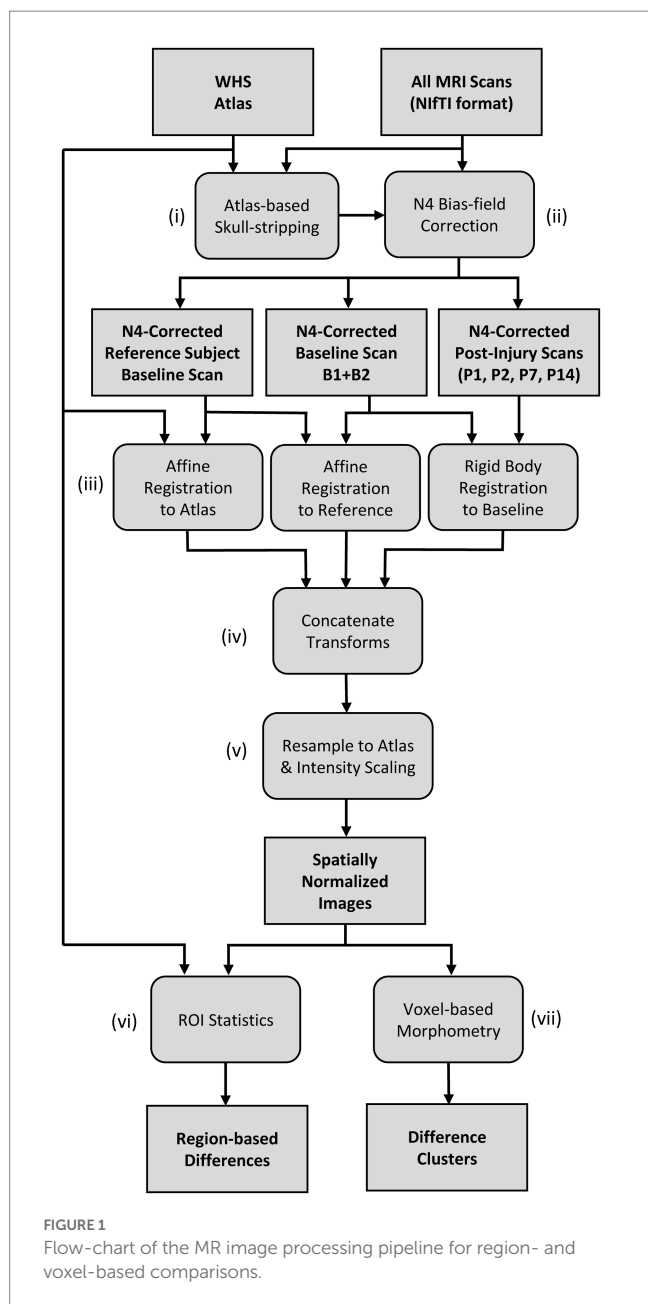 WHS
Atlas
All MRI Scans
(NIfTI format)
(i)
Atlas-based
Skull-stripping
N4 Bias-field
Correction
(ii)
N4-Corrected
Reference Subject
Baseline Scan
N4-Corrected
Baseline Scan
B1+B2
N4-Corrected
Post-Injury Scans
(P1, P2, P7, P14)
(iii)
Affine
Registration
to Atlas
Affine
Registration
to Reference
Rigid Body
Registration
to Baseline
(iv)
Concatenate
Transforms
(v)
Resample to Atlas
& Intensity Scaling
Spatially
Normalized
Images
(vi)
ROI Statistics
Voxel-based
Morphometry
(vii)
Region-based
Differences
Difference
Clusters
FIGURE 1
Flow-chart of the MR image processing pipeline for region- and
voxel-based comparisons.